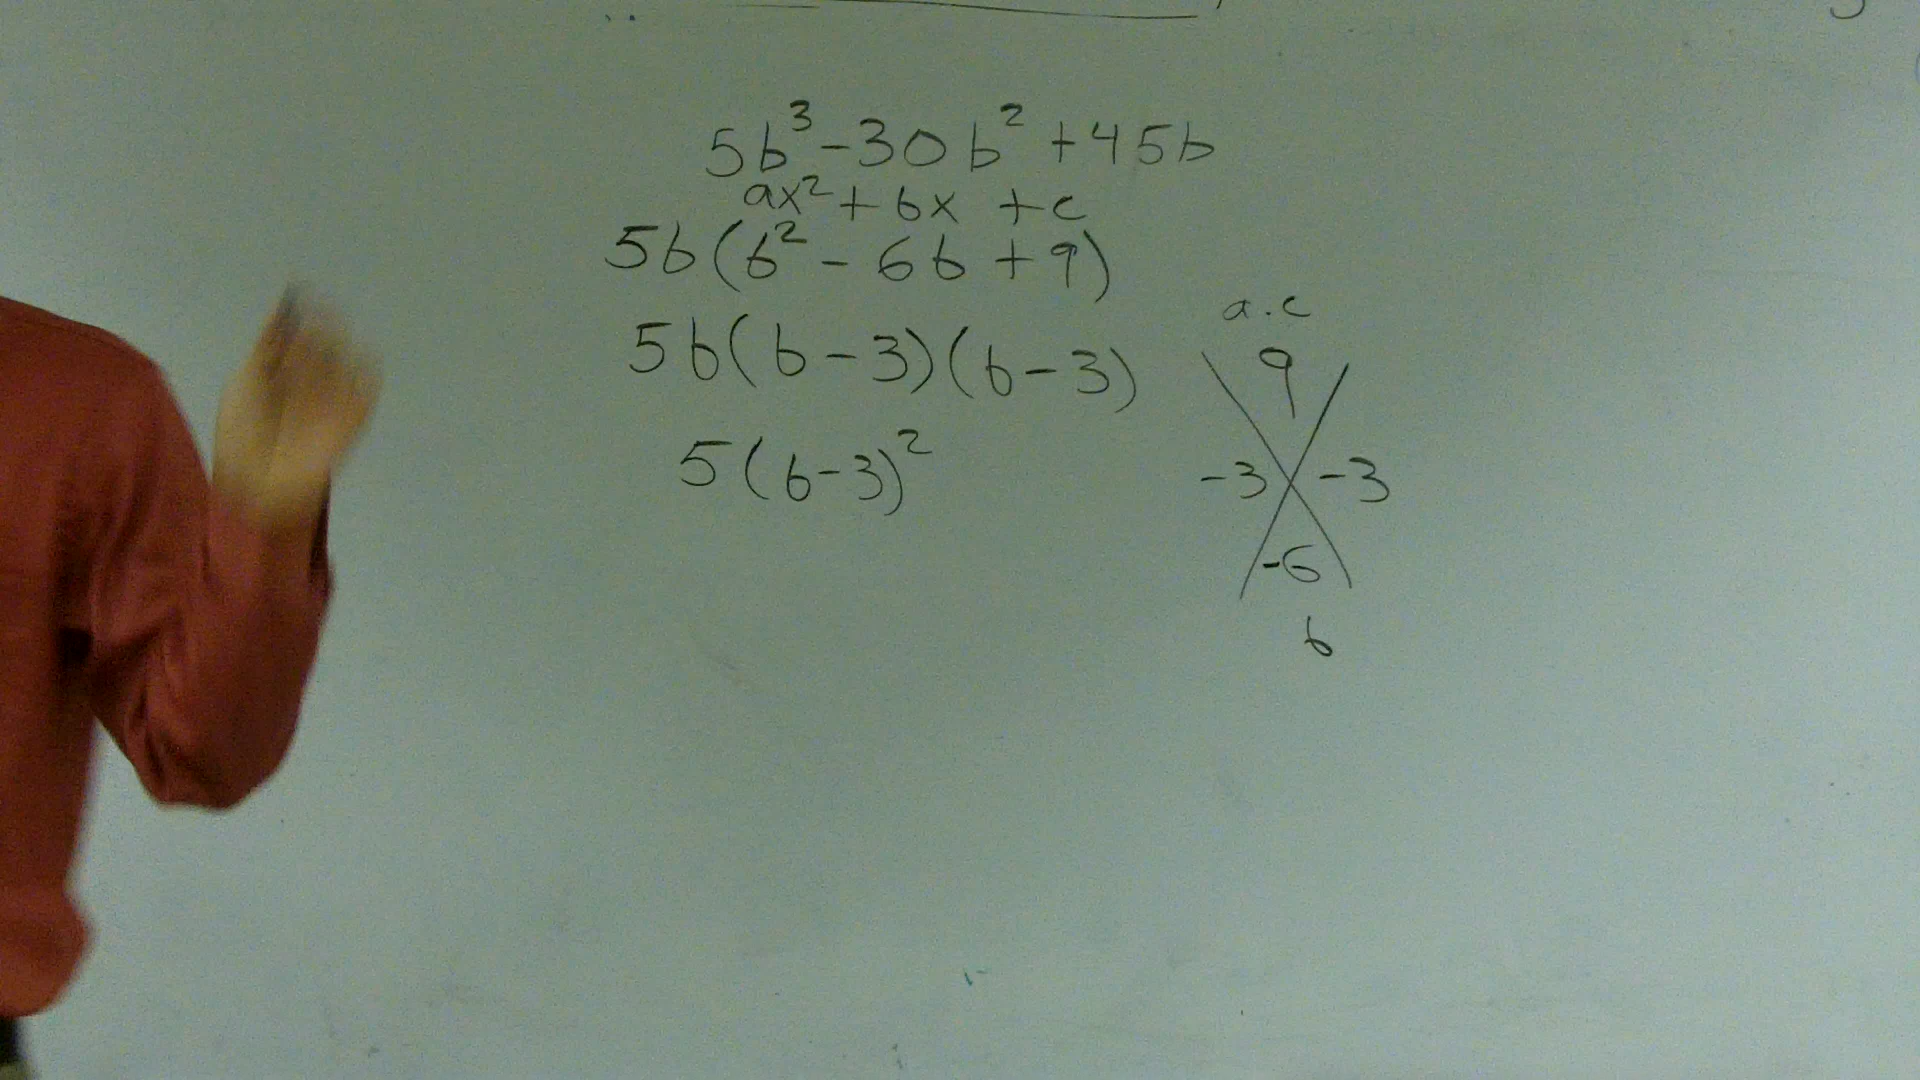 5b³-30b²+45b
ax²+bx+c
5b(b²-6b+9)
5b(b-3)(b-3)
5(b-3)²
a.c
9
-3 -3
-6
b